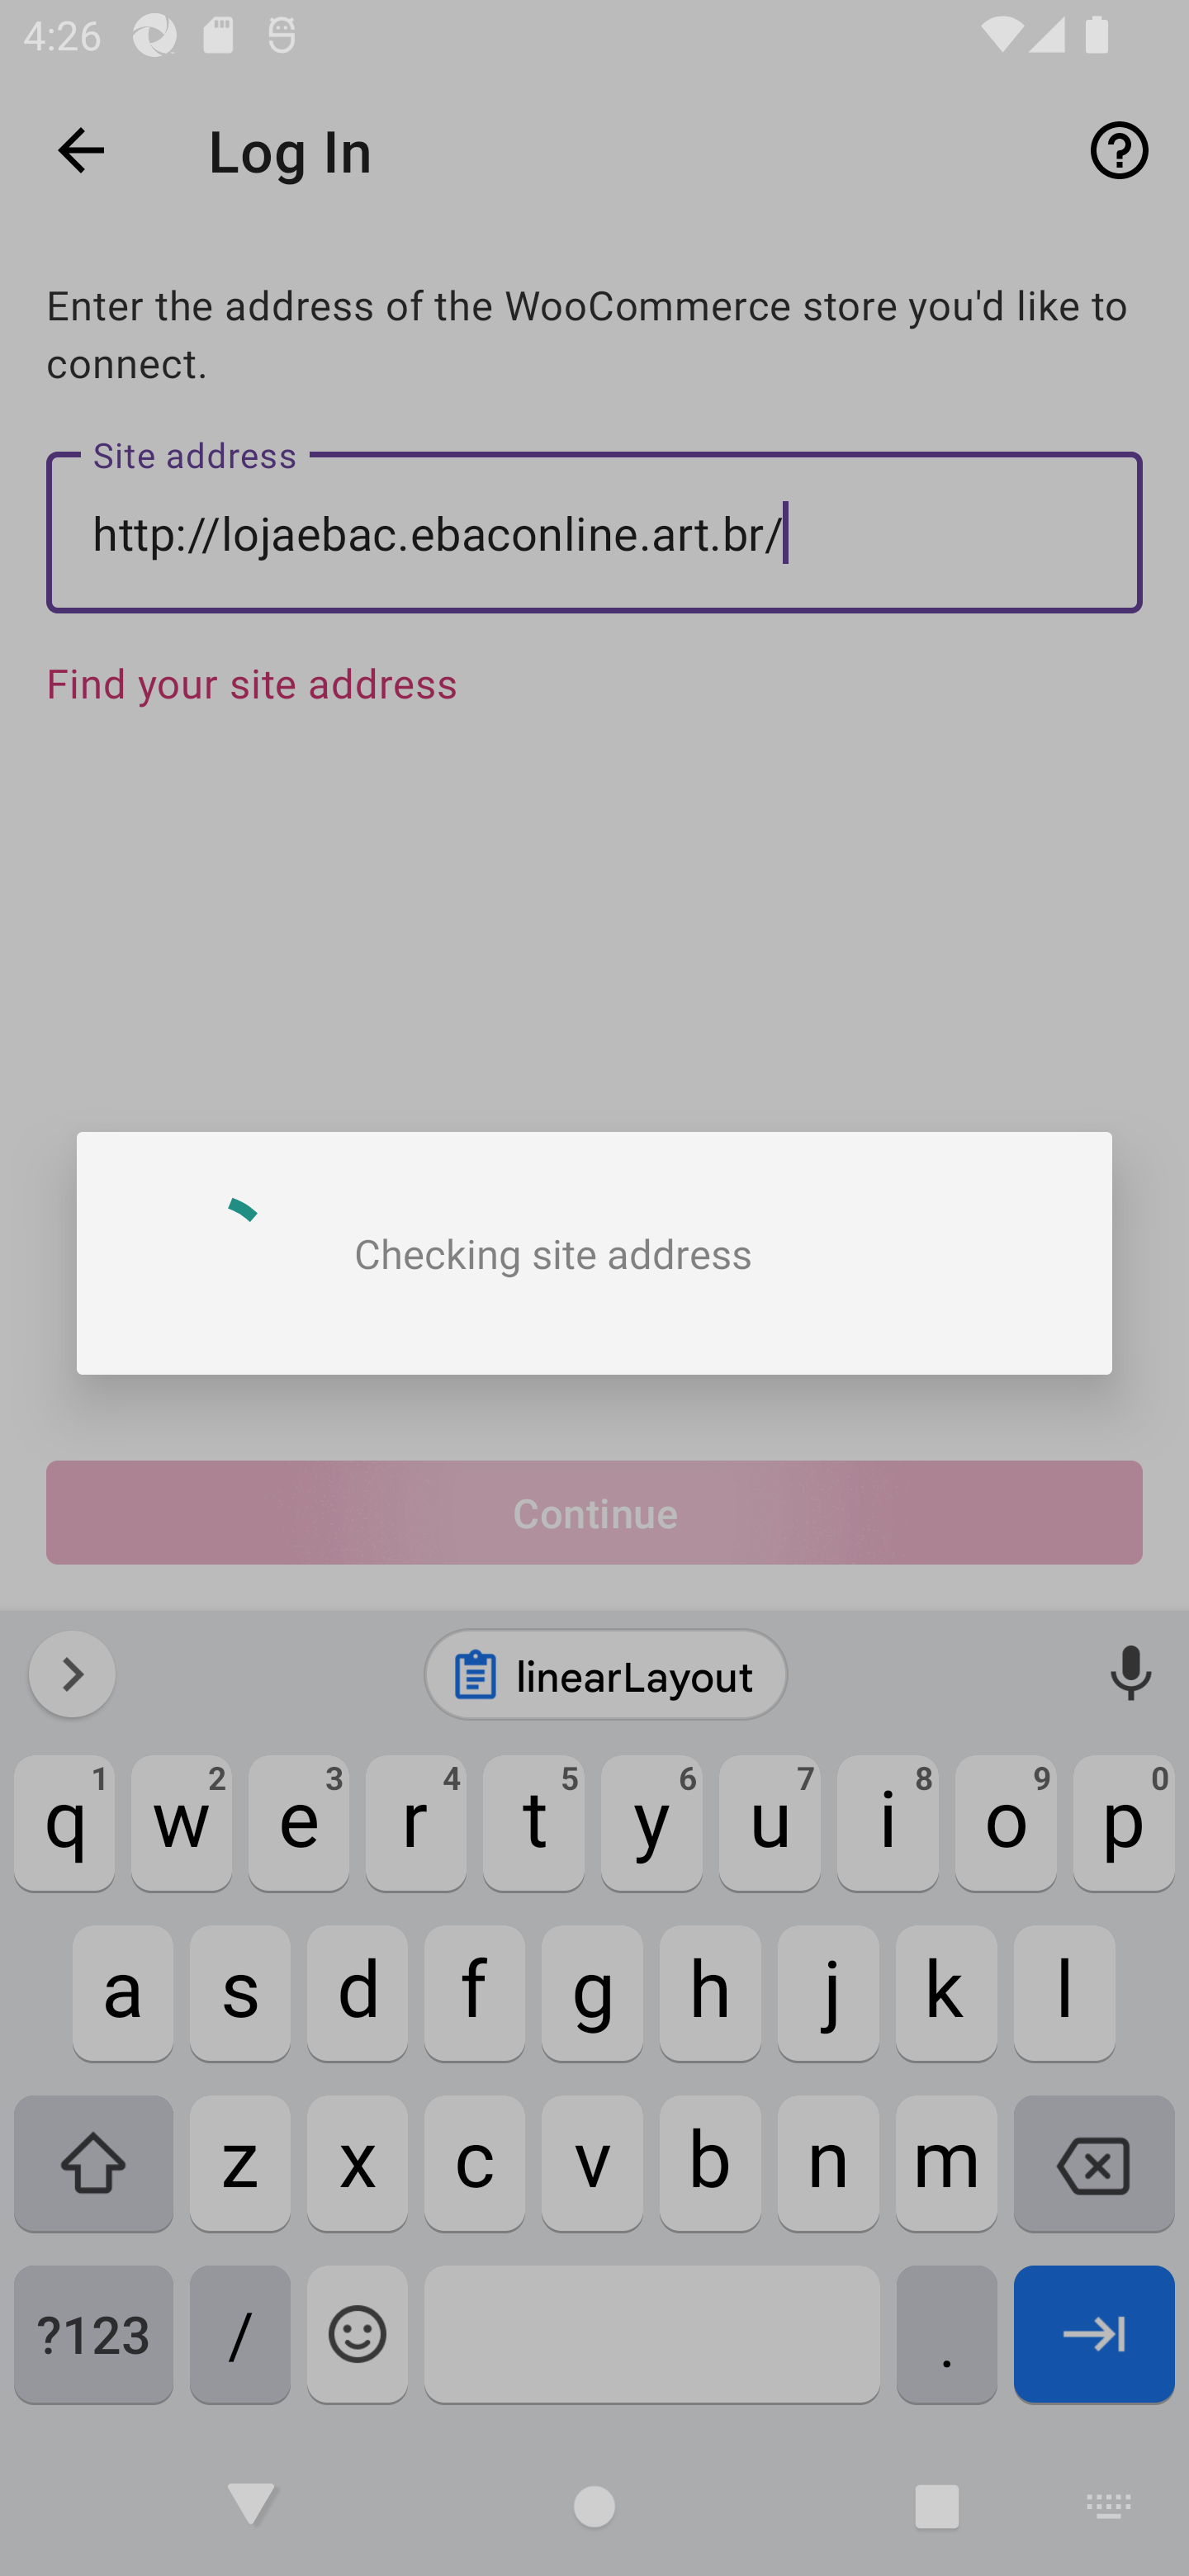 4:26
Log In
Enter the address of the WooCommerce store you'd like to
connect.
Site address
http://lojaebac.ebaconline.art.br/
Find your site address
Checking site address
Continue
linearLayout
q 1 w 2 e 3 r 4 t 5 y 6 u 7 i 8 o 9 p 0
a s d f g h j k l
z x c v b n m
?123 / .